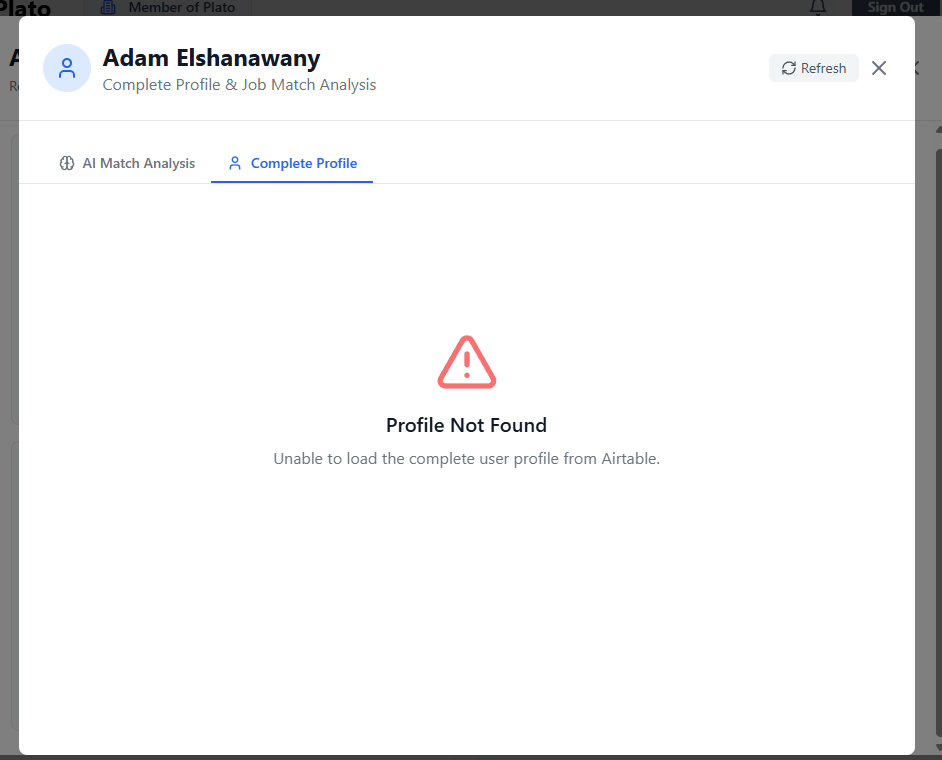 Plato
Member of Plato
Sign Out
Adam Elshanawany
Complete Profile & Job Match Analysis
Refresh
AI Match Analysis
Complete Profile
Profile Not Found
Unable to load the complete user profile from Airtable.